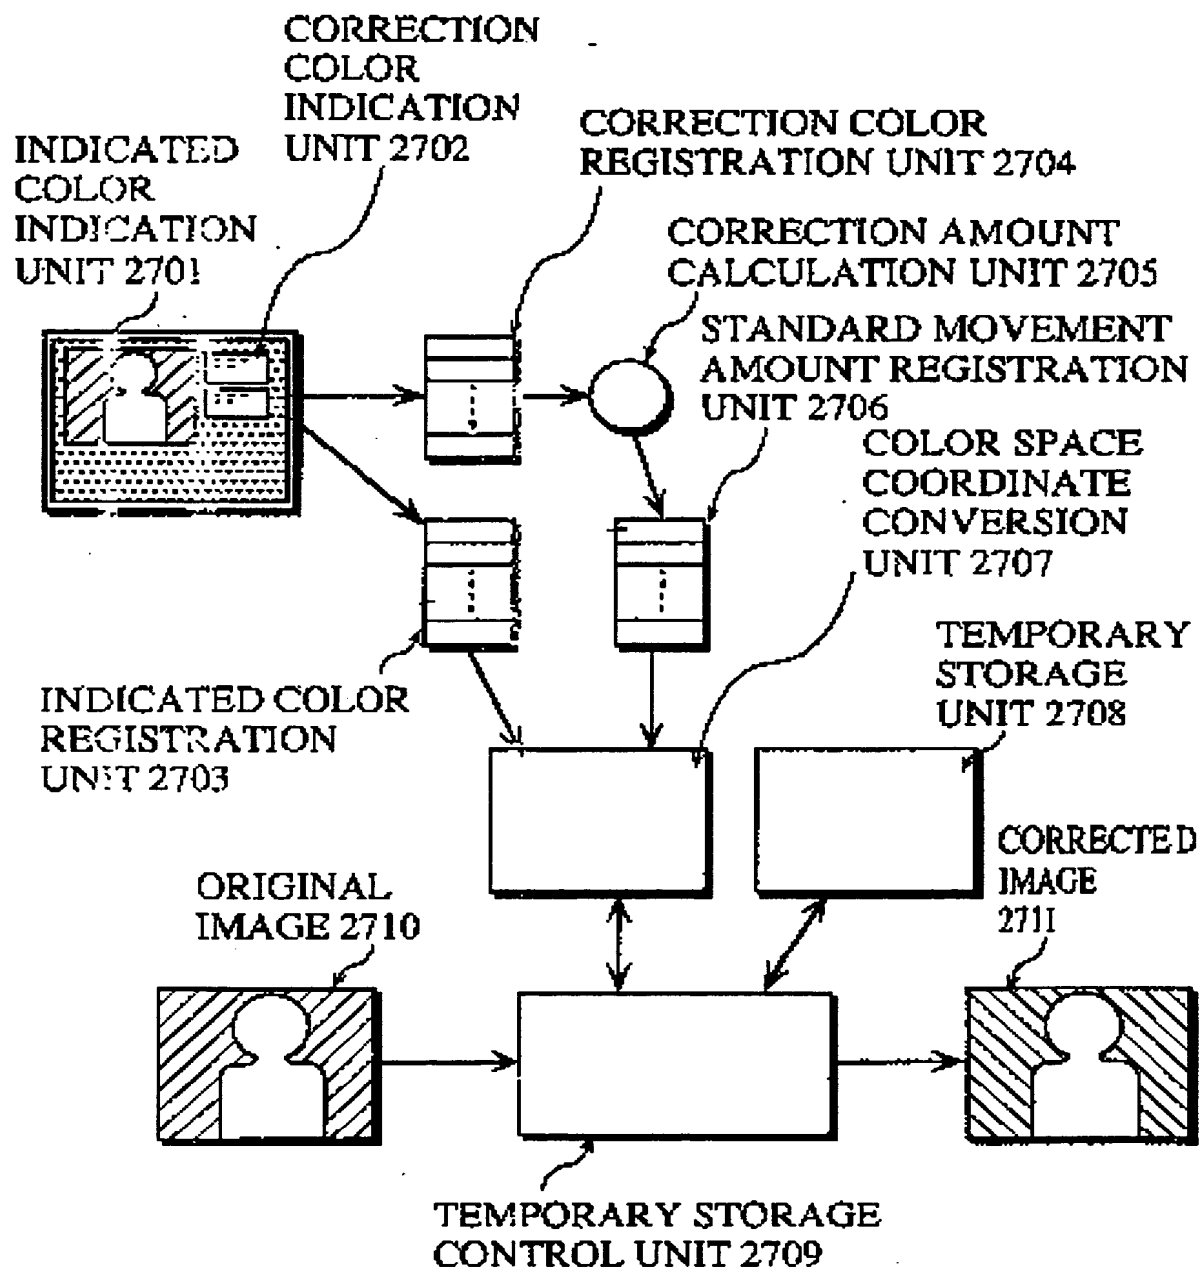 CORRECTION
COLOR
INDICATION
UNIT 2702
INDICATED
COLOR
INDICATION
UNIT 2701
CORRECTION COLOR
REGISTRATION UNIT 2704
CORRECTION AMOUNT
CALCULATION UNIT 2705
STANDARD MOVEMENT
AMOUNT REGISTRATION
UNIT 2706
COLOR SPACE
COORDINATE
CONVERSION
UNIT 2707
TEMPORARY
STORAGE
UNIT 2708
INDICATED COLOR
REGISTRATION
UNIT 2703
ORIGINAL
IMAGE 2710
CORRECTED
IMAGE
2711
TEMPORARY STORAGE
CONTROL UNIT 2709